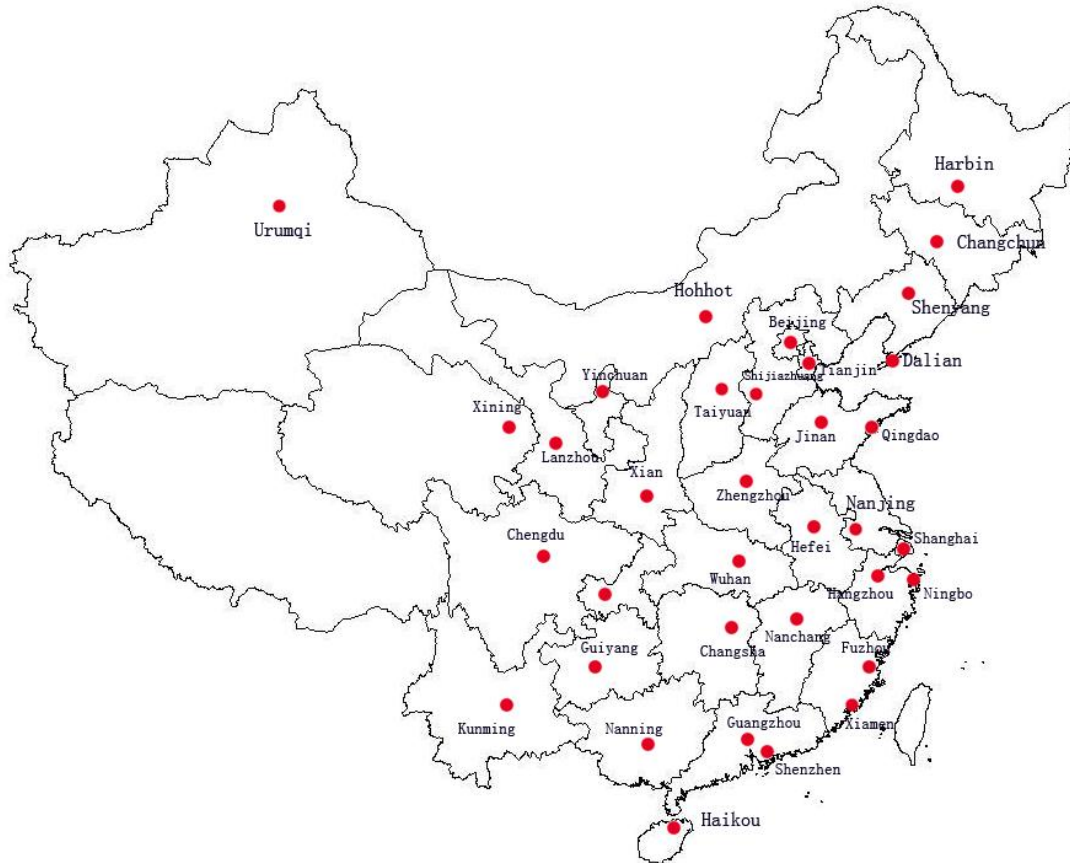 Harbin
Urumqi
Changchun
Hohhot
Shenyang
Beijing
Dalian
Tianjin
Shijiazhuang
Yinchuan
Taiyuan
Xining
Jinan
Qingdao
Lanzhou
Xian
Zhengzhou
Nanjing
Chengdu
Hefei
Shanghai
Wuhan
Hangzhou
Ningbo
Guiyang
Changsha
Nanchang
Fuzhou
Kunming
Nanning
Guangzhou
Xiamen
Shenzhen
Haikou